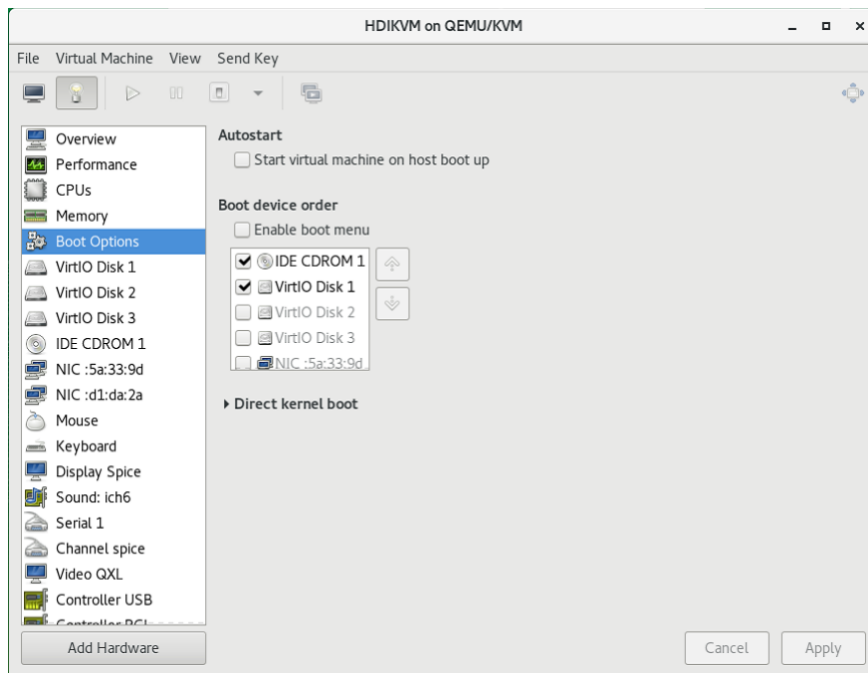 HDIKVM on QEMU/KVM
File Virtual Machine View Send Key
Overview
Performance
CPUs
Memory
Boot Options
VirtIO Disk 1
VirtIO Disk 2
VirtIO Disk 3
IDE CDROM 1
NIC :5a:33:9d
NIC :d1:da:2a
Mouse
Keyboard
Display Spice
Sound: ich6
Serial 1
Channel spice
Video QXL
Controller USB
Controller PCI
Add Hardware
Autostart
Start virtual machine on host boot up
Boot device order
Enable boot menu
IDE CDROM 1
VirtIO Disk 1
VirtIO Disk 2
VirtIO Disk 3
NIC :5a:33:9d
Direct kernel boot
Cancel Apply